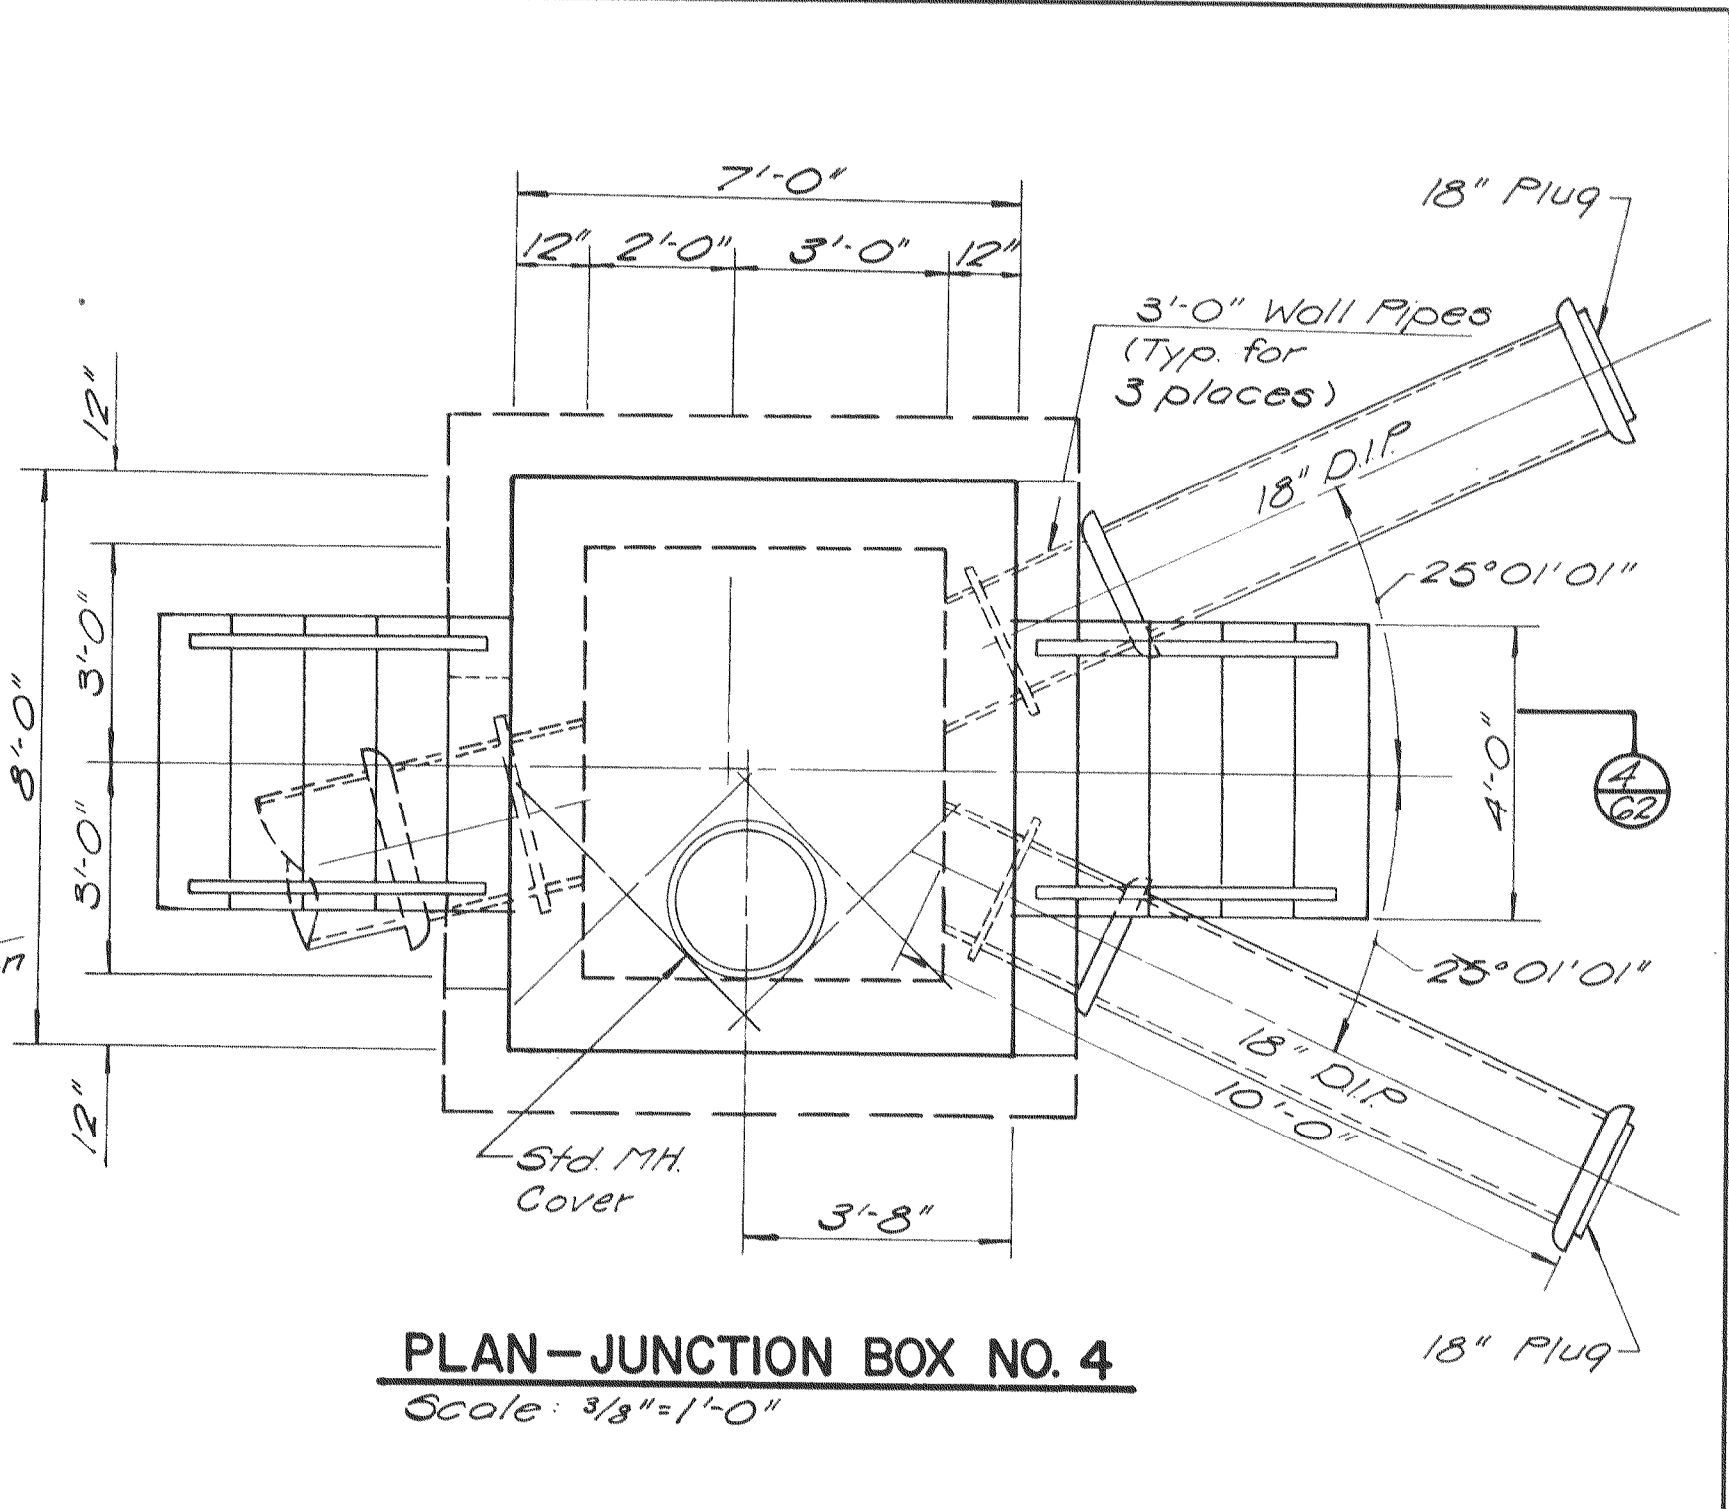 7'-0"
12" 2'-0" 3'-0" 12"
18" Plug
3'-0" Wall Pipes
(Typ. for
3 places)
12"
18" D.I.P.
25°01'01"
3'-0"
8'-0"
4'-0"
4
62
3'-0"
n
25°01'01"
18" D.I.P
10'-0"
12"
Std. MH.
Cover
3'-8"
18" Plug
PLAN—JUNCTION BOX NO. 4
Scale: 3/8"=1'-0"